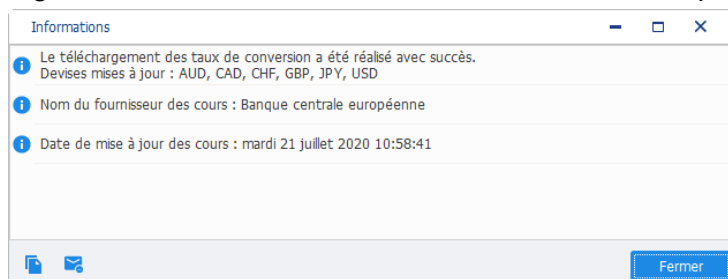 Informations
Le téléchargement des taux de conversion a été réalisé avec succès.
Devises mises à jour : AUD, CAD, CHF, GBP, JPY, USD
Nom du fournisseur des cours : Banque centrale européenne
Date de mise à jour des cours : mardi 21 juillet 2020 10:58:41
Fermer